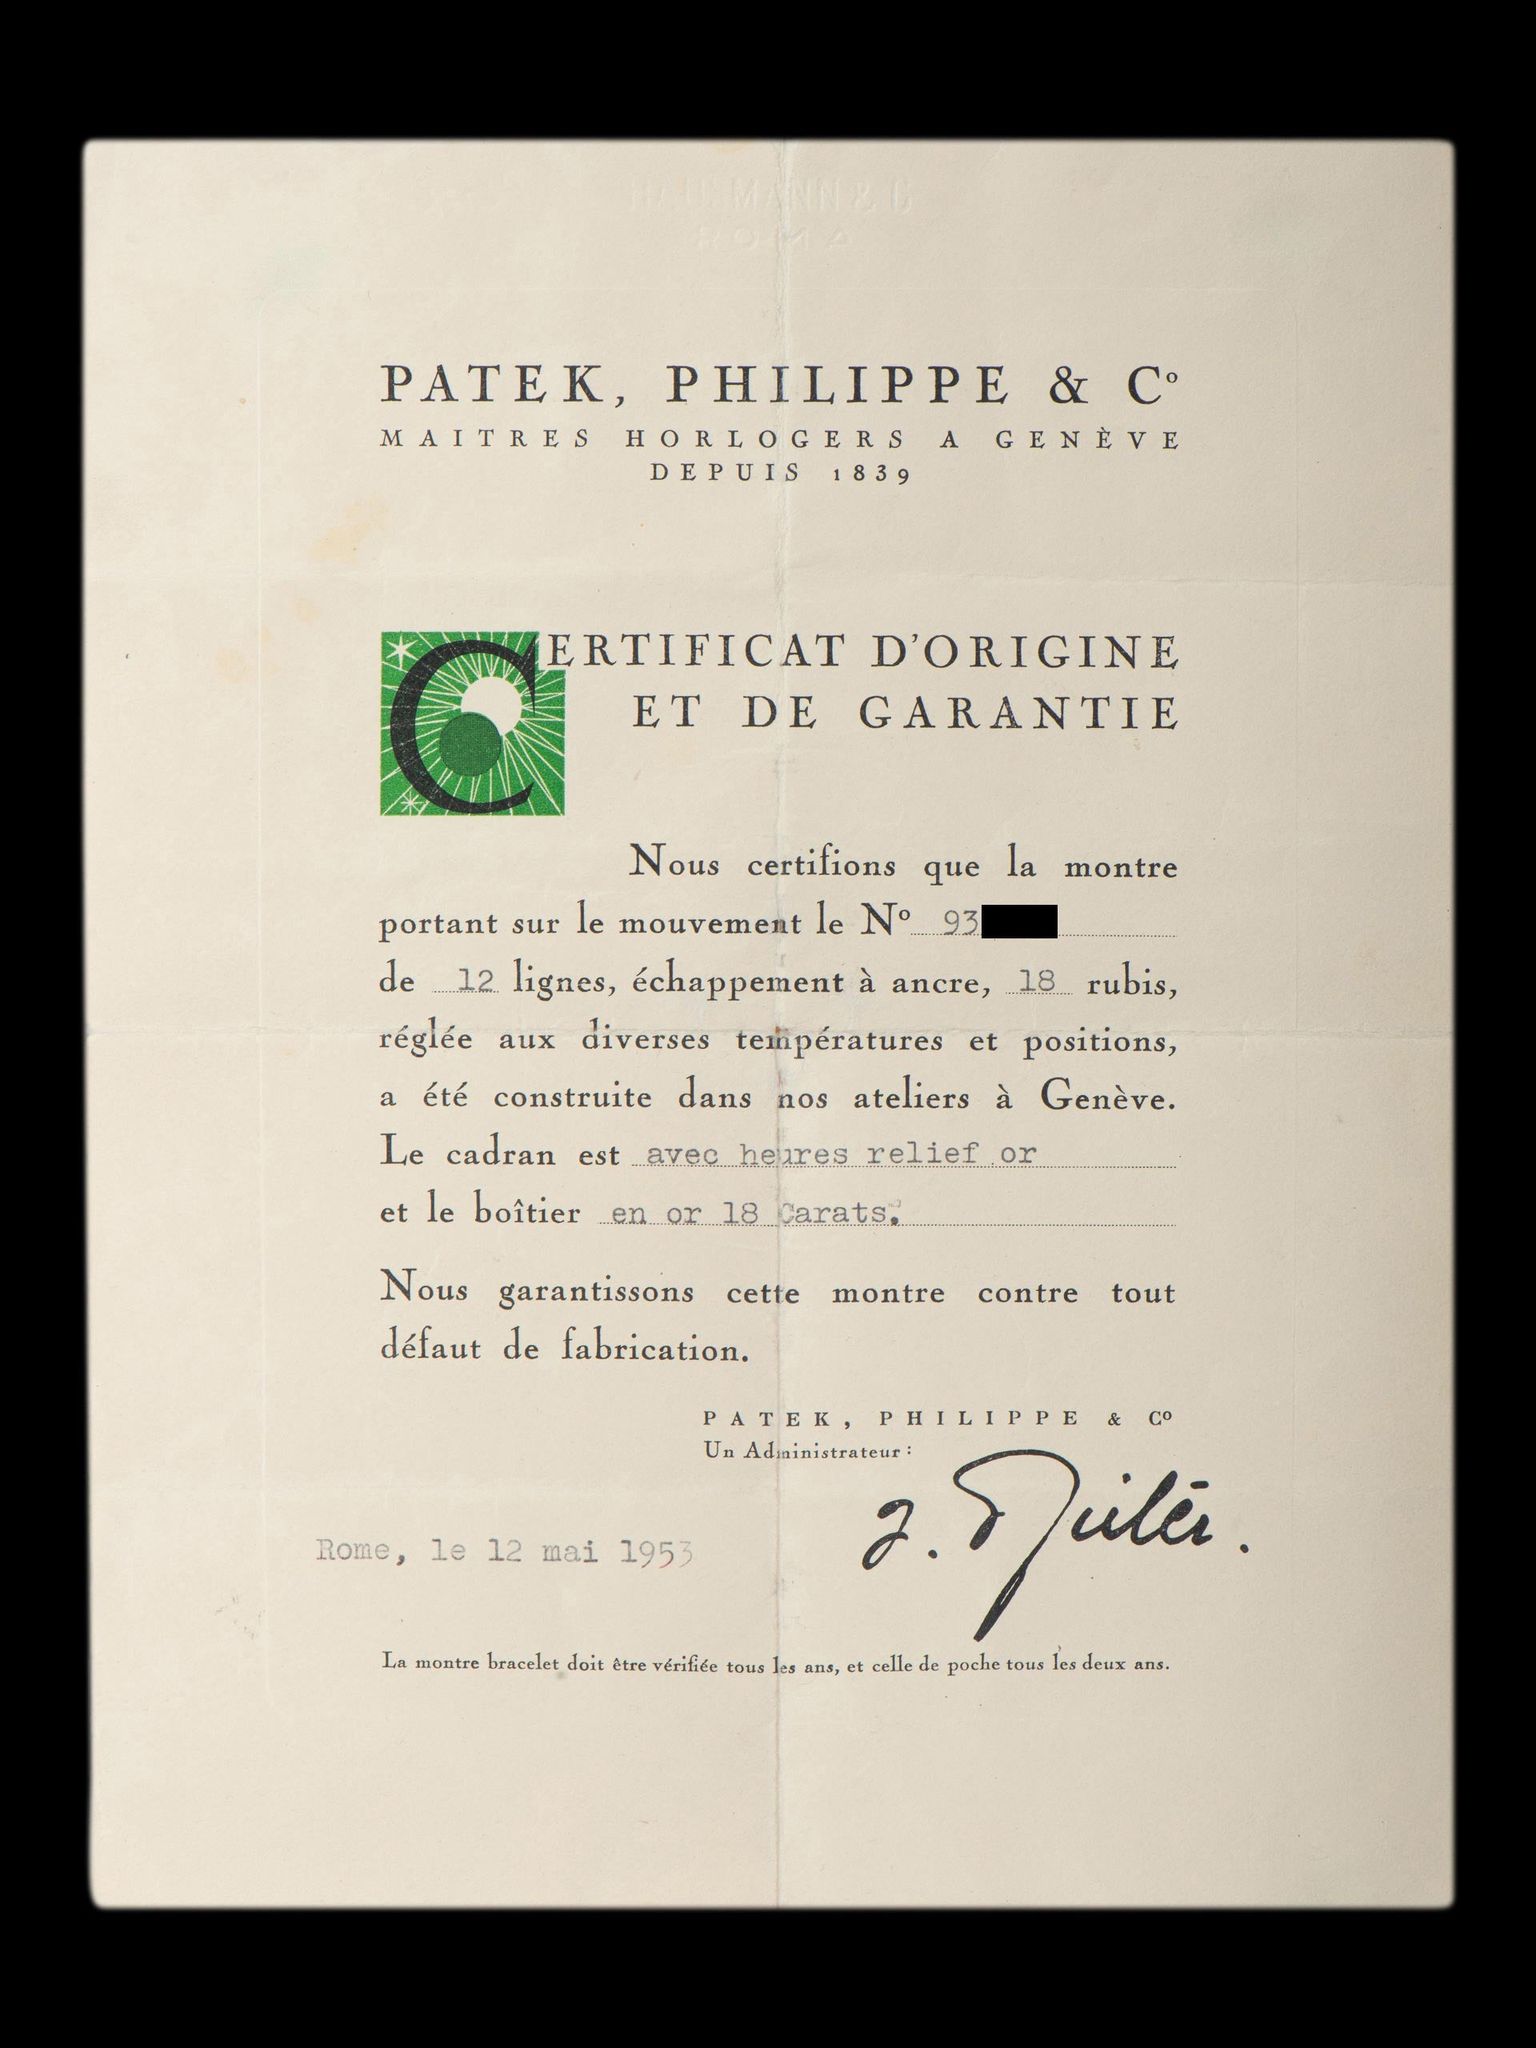 MANN & C
ROMA
PATEK, PHILIPPE & Cº
MAITRES HORLOGERS A GENÈVE
DEPUIS 1839
CERTIFICAT D'ORIGINE
ET DE GARANTIE
Nous certifions que la montre
portant sur le mouvement le Nº 93
de 12 lignes, échappement à ancre, 18 rubis,
réglée aux diverses températures et positions,
a été construite dans nos ateliers à Genève.
Le cadran est avec heures relief or
et le boîtier en or 18 Carats.
Nous garantissons cette montre contre tout
défaut de fabrication.
PATEK, PHILIPPE & Cº
Un Administrateur :
Rome, le 12 mai 1953
La montre bracelet doit être vérifiée tous les ans, et celle de poche tous les deux ans.